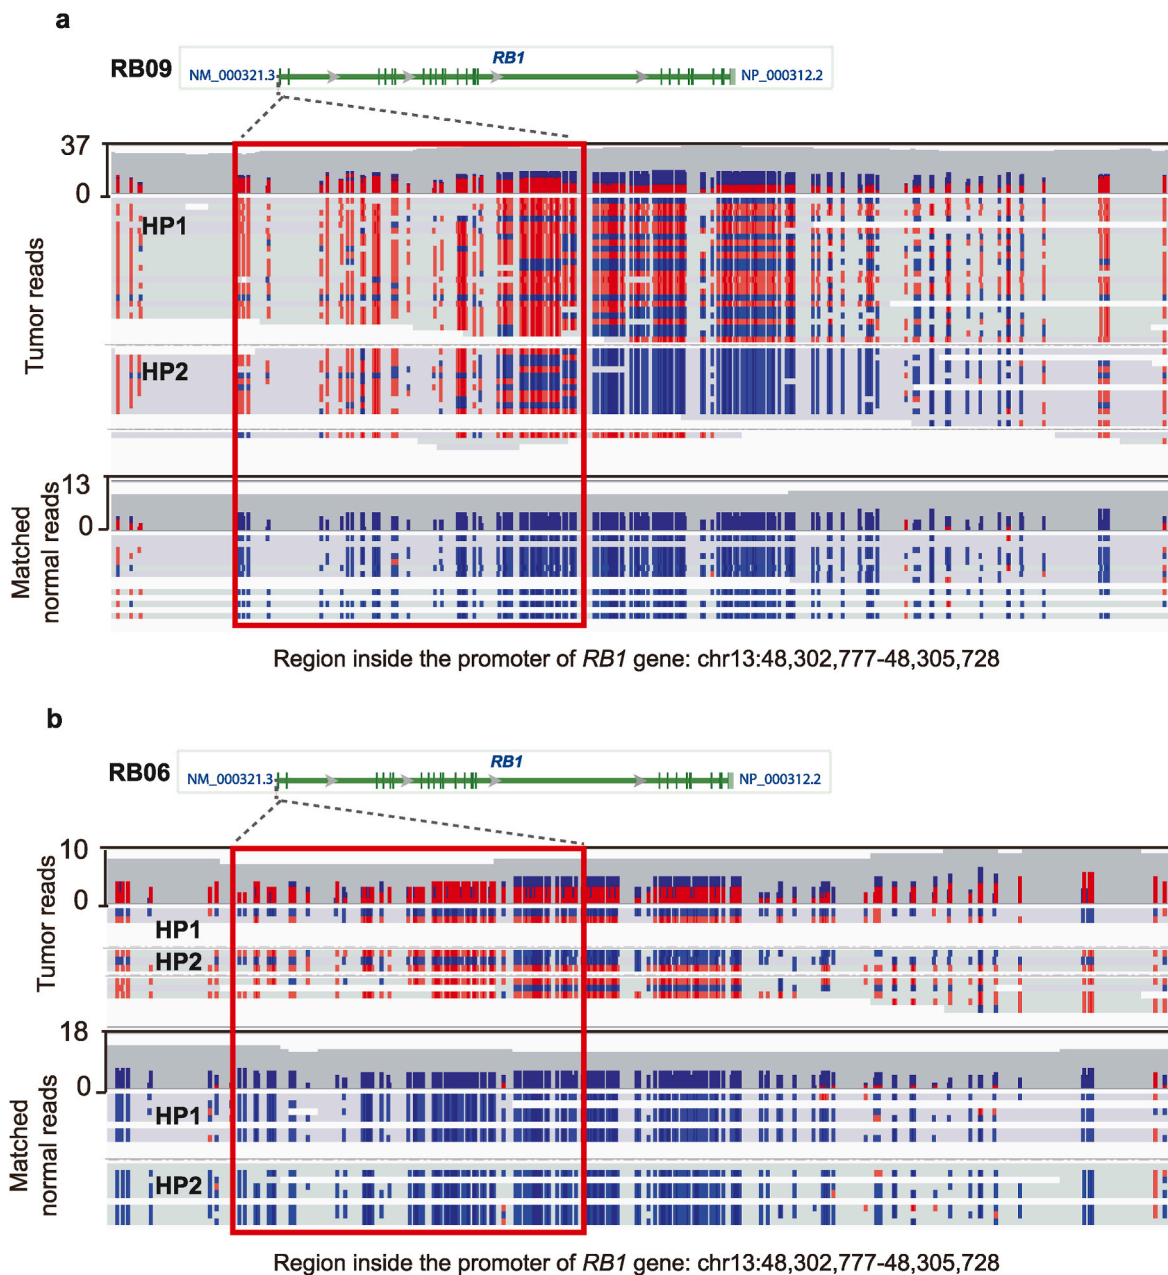 a
RB1
RB09
NM_000321.3
NP_000312.2
37
0
HP1
Tumor reads
HP2
13
0
Matched
normal reads
Region inside the promoter of RB1 gene: chr13:48,302,777-48,305,728
b
RB1
RB06
NM_000321.3
NP_000312.2
10
0
Tumor reads
HP1
HP2
18
0
Matched
normal reads
HP1
HP2
Region inside the promoter of RB1 gene: chr13:48,302,777-48,305,728